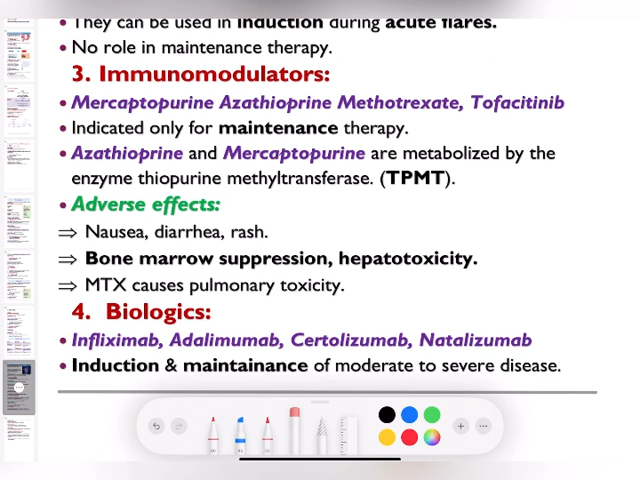 • They can be used in induction during acute flares.
• No role in maintenance therapy.
3. Immunomodulators:
• Mercaptopurine Azathioprine Methotrexate, Tofacitinib
• Indicated only for maintenance therapy.
• Azathioprine and Mercaptopurine are metabolized by the
enzyme thiopurine methyltransferase. (TPMT).
• Adverse effects:
⇒ Nausea, diarrhea, rash.
⇒ Bone marrow suppression, hepatotoxicity.
⇒ MTX causes pulmonary toxicity.
4. Biologics:
• Infliximab, Adalimumab, Certolizumab, Natalizumab
• Induction & maintainance of moderate to severe disease.